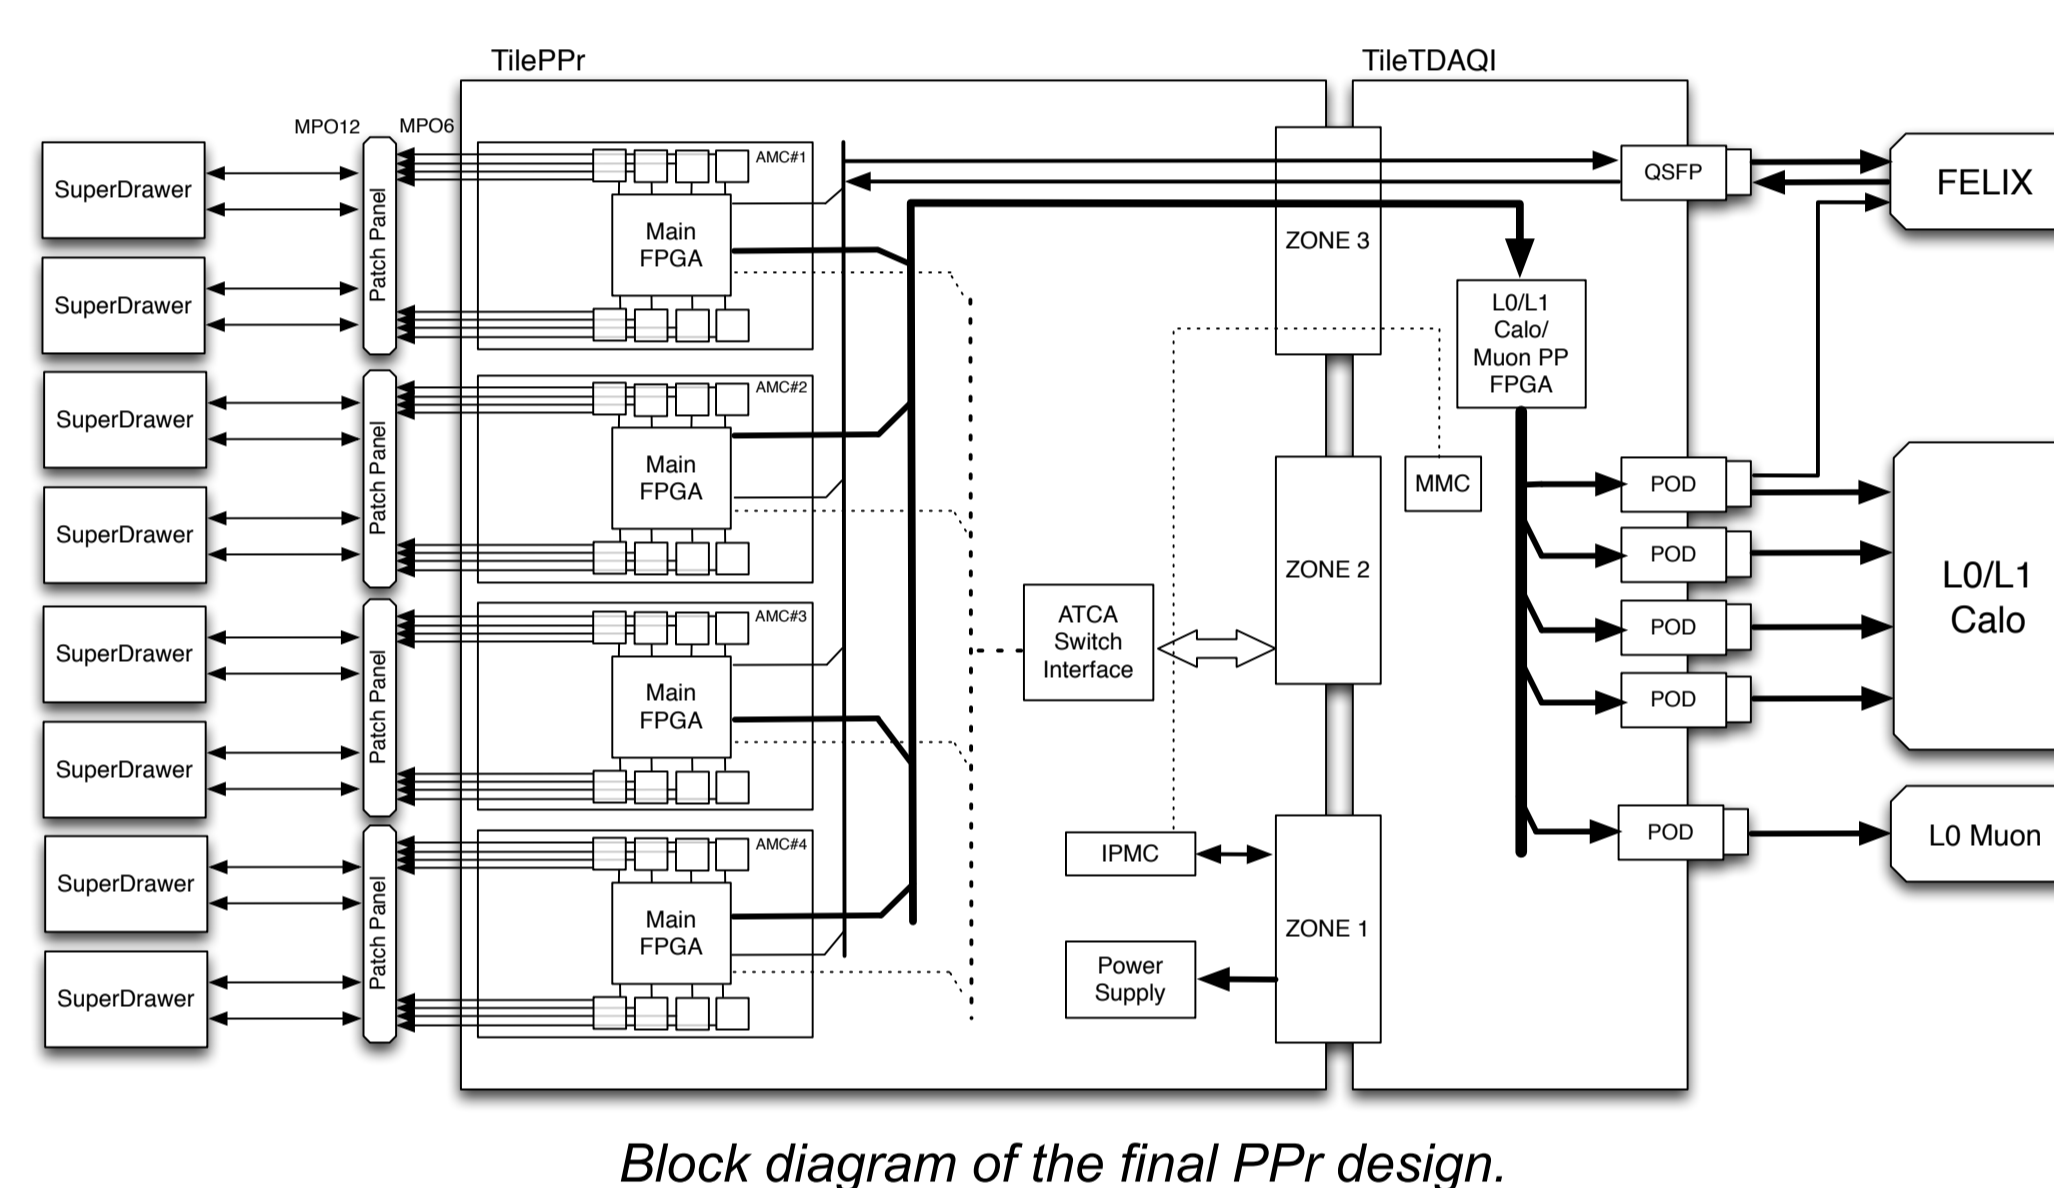 TilePPr
TileTDAQI
MPO12
MPO6
SuperDrawer
SuperDrawer
SuperDrawer
SuperDrawer
SuperDrawer
SuperDrawer
SuperDrawer
SuperDrawer
Patch Panel
Patch Panel
Patch Panel
Patch Panel
AMC#1
Main
FPGA
AMC#2
Main
FPGA
AMC#3
Main
FPGA
AMC#4
Main
FPGA
ATCA
Switch
Interface
IPMC
Power
Supply
ZONE 3
ZONE 2
ZONE 1
L0/L1
Calo/
Muon PP
FPGA
MMC
QSFP
POD
POD
POD
POD
POD
FELIX
L0/L1
Calo
L0 Muon
Block diagram of the final PPr design.